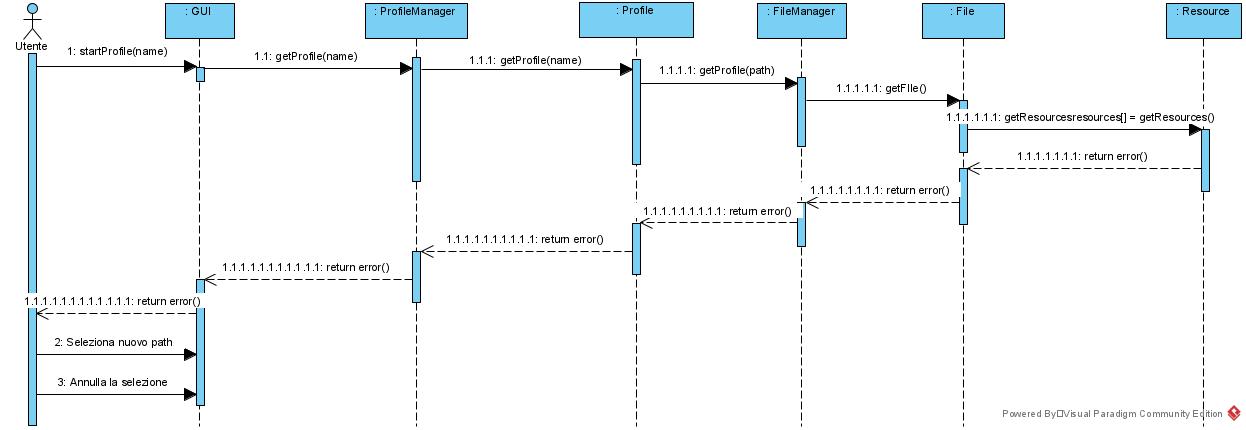 : GUI
: ProfileManager
: Profile
: FileManager
: File
: Resource
Utente
1: startProfile(name)
1.1: getProfile(name)
1.1.1: getProfile(name)
1.1.1.1: getProfile(path)
1.1.1.1.1: getFIle()
1.1.1.1.1.1: getResourcesresources[] = getResources()
1.1.1.1.1.1.1: return error()
1.1.1.1.1.1.1.1: return error()
1.1.1.1.1.1.1.1.1: return error()
1.1.1.1.1.1.1.1.1.1: return error()
1.1.1.1.1.1.1.1.1.1.1: return error()
1.1.1.1.1.1.1.1.1.1.1.1: return error()
2: Seleziona nuovo path
3: Annulla la selezione
Powered By Visual Paradigm Community Edition